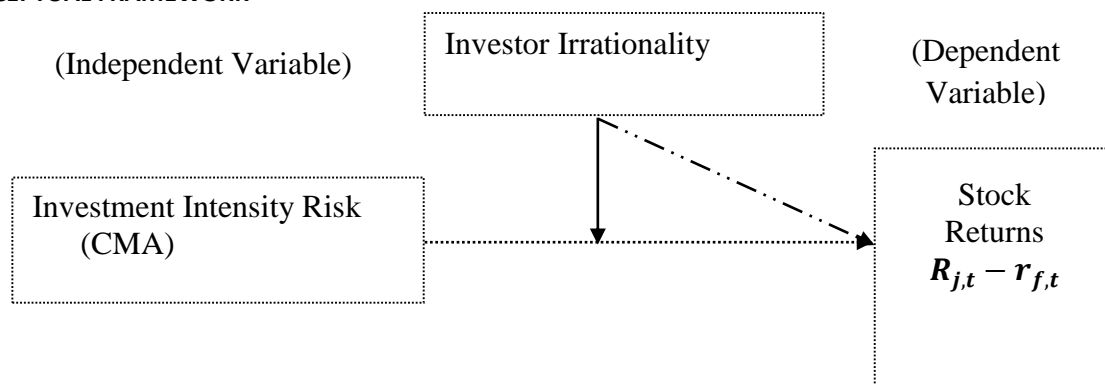 (Independent Variable)
Investor Irrationality
(Dependent
Variable)
Investment Intensity Risk
(CMA)
Stock
Returns
R_{j,t} − r_{f,t}